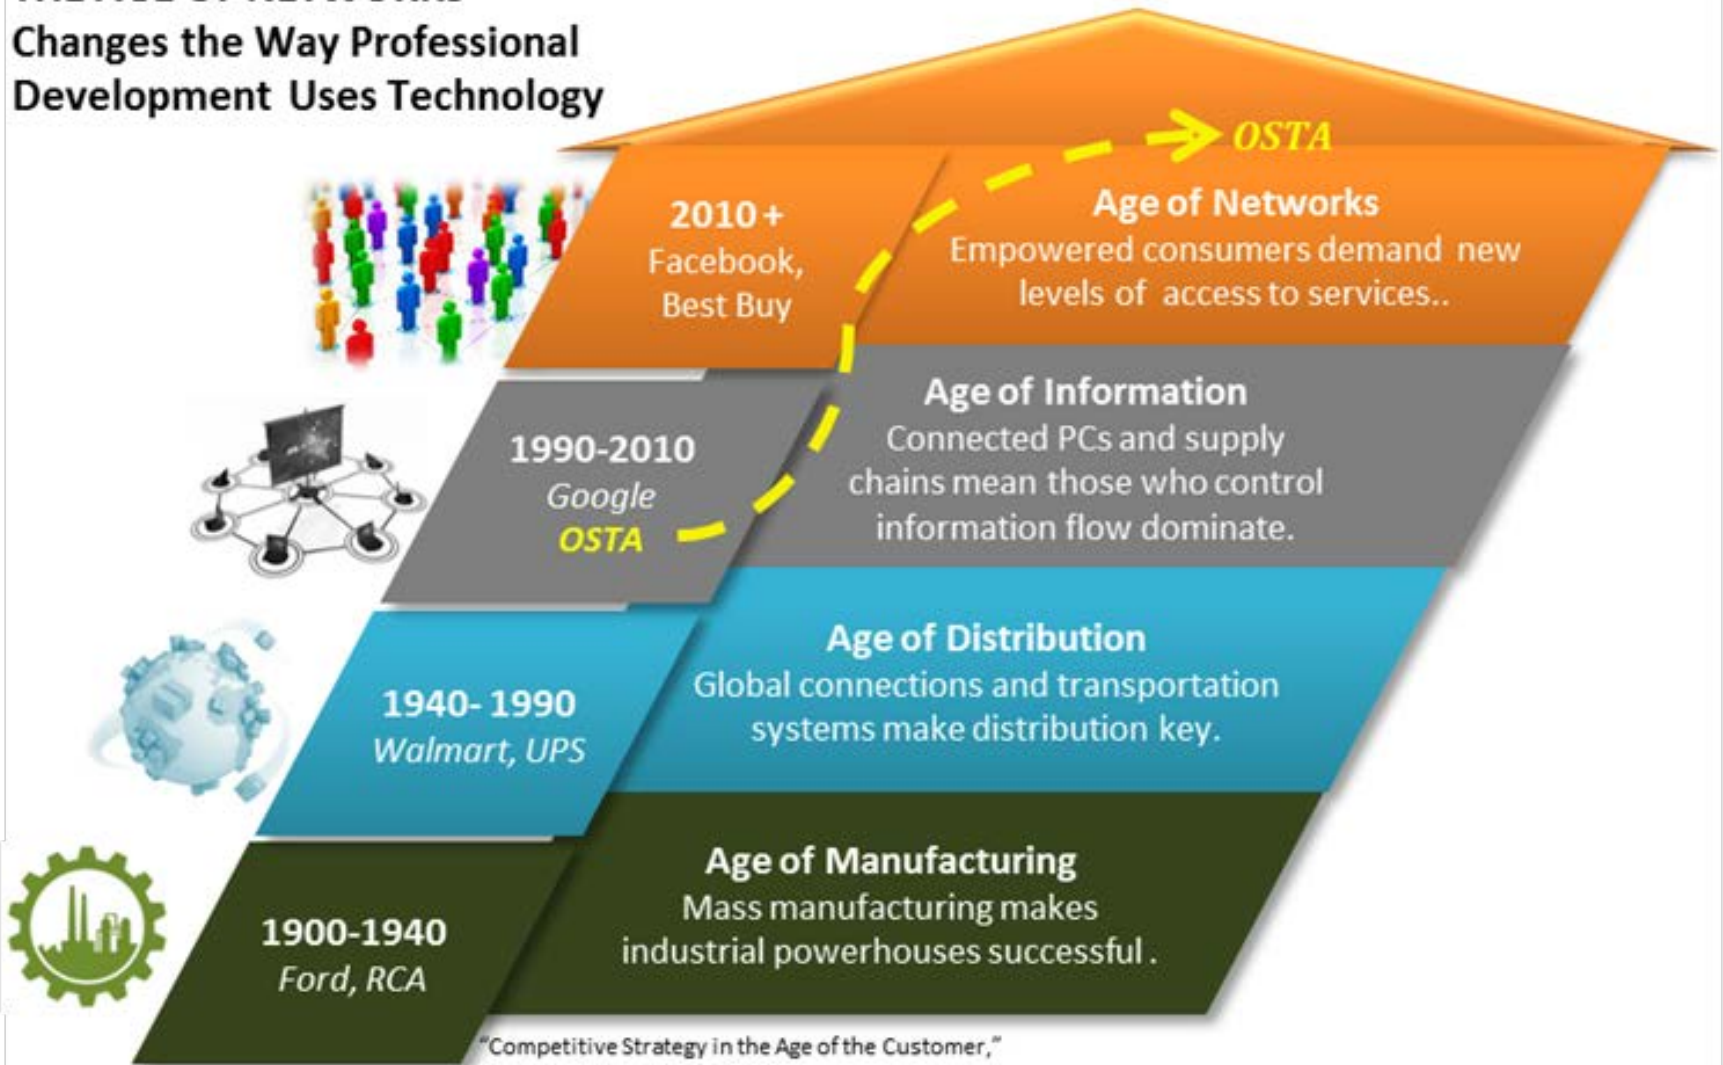 THE AGE OF NETWORKS
Changes the Way Professional
Development Uses Technology
OSTA
2010+
Facebook,
Best Buy
Age of Networks
Empowered consumers demand new
levels of access to services..
1990-2010
Google
OSTA
Age of Information
Connected PCs and supply
chains mean those who control
information flow dominate.
1940- 1990
Walmart, UPS
Age of Distribution
Global connections and transportation
systems make distribution key.
1900-1940
Ford, RCA
Age of Manufacturing
Mass manufacturing makes
industrial powerhouses successful .
"Competitive Strategy in the Age of the Customer,"